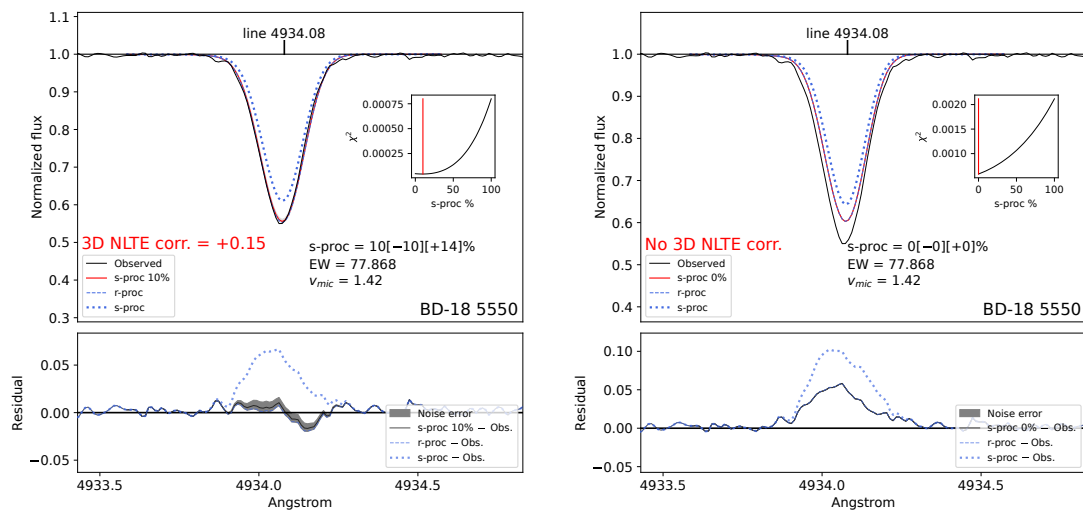 line 4934.08
1.1
1.0
0.9
0.8
0.7
0.6
0.5
0.4
0.3
Normalized flux
χ²
0.00075
0.00050
0.00025
0 50 100
s-proc %
3D NLTE corr. = +0.15
s-proc = 10[−10][+14]%
EW = 77.868
vmic = 1.42
Observed
s-proc 10%
r-proc
s-proc
BD-18 5550
0.05
0.00
−0.05
Residual
Noise error
s-proc 10% − Obs.
r-proc − Obs.
s-proc − Obs.
4933.5 4934.0 4934.5
Angstrom
line 4934.08
1.1
1.0
0.9
0.8
0.7
0.6
0.5
0.4
Normalized flux
χ²
0.0020
0.0015
0.0010
0 50 100
s-proc %
No 3D NLTE corr.
s-proc = 0[−0][+0]%
EW = 77.868
vmic = 1.42
Observed
s-proc 0%
r-proc
s-proc
BD-18 5550
0.10
0.05
0.00
−0.05
Residual
Noise error
s-proc 0% − Obs.
r-proc − Obs.
s-proc − Obs.
4933.5 4934.0 4934.5
Angstrom